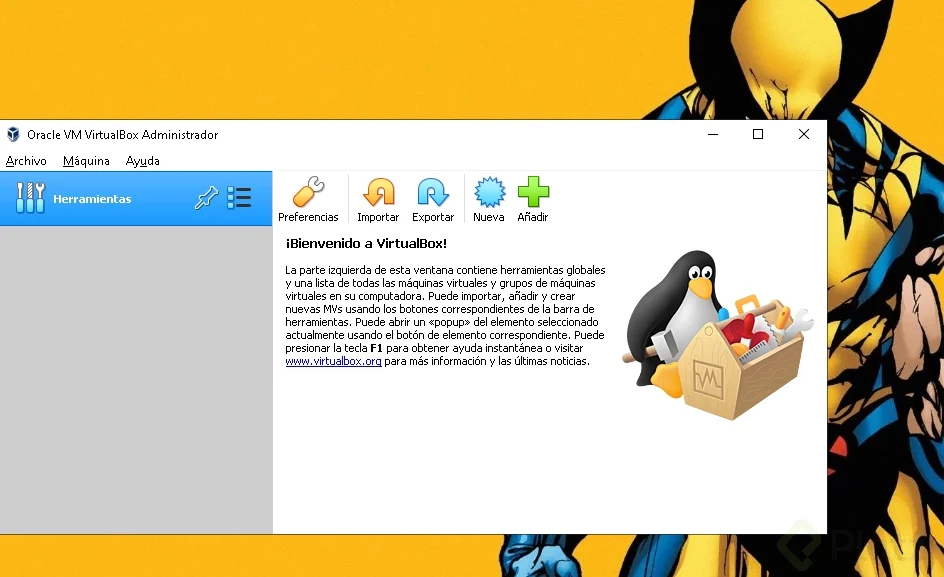 Oracle VM VirtualBox Administrador
Archivo Máquina Ayuda
Herramientas
Preferencias Importar Exportar Nueva Añadir
¡Bienvenido a VirtualBox!
La parte izquierda de esta ventana contiene herramientas globales
y una lista de todas las máquinas virtuales y grupos de máquinas
virtuales en su computadora. Puede importar, añadir y crear
nuevas MVs usando los botones correspondientes de la barra de
herramientas. Puede abrir un «popup» del elemento seleccionado
actualmente usando el botón de elemento correspondiente. Puede
presionar la tecla F1 para obtener ayuda instantánea o visitar
www.virtualbox.org para más información y las últimas noticias.